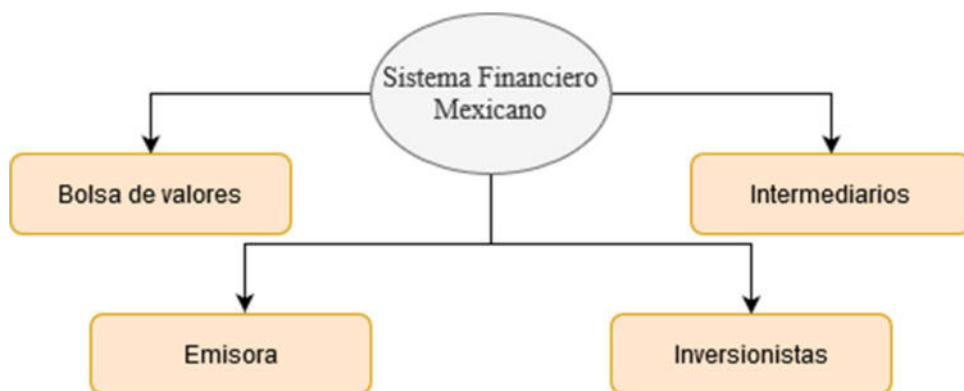 Sistema Financiero
Mexicano
Bolsa de valores
Intermediarios
Emisora
Inversionistas